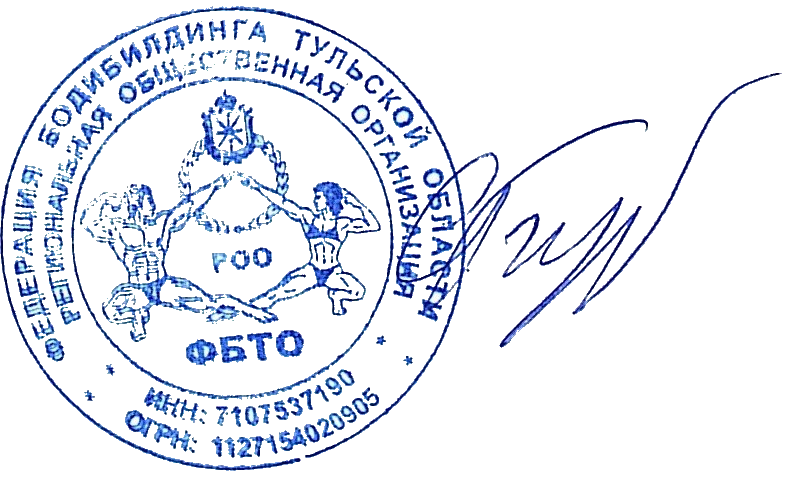 ФЕДЕРАЦИЯ БОДИБИЛДИНГА ТУЛЬСКОЙ ОБЛАСТИ
РЕГИОНАЛЬНАЯ ОБЩЕСТВЕННАЯ ОРГАНИЗАЦИЯ
РОО
ФБТО
* * ИНН: 7107537190 * *
ОГРН: 1127154020905